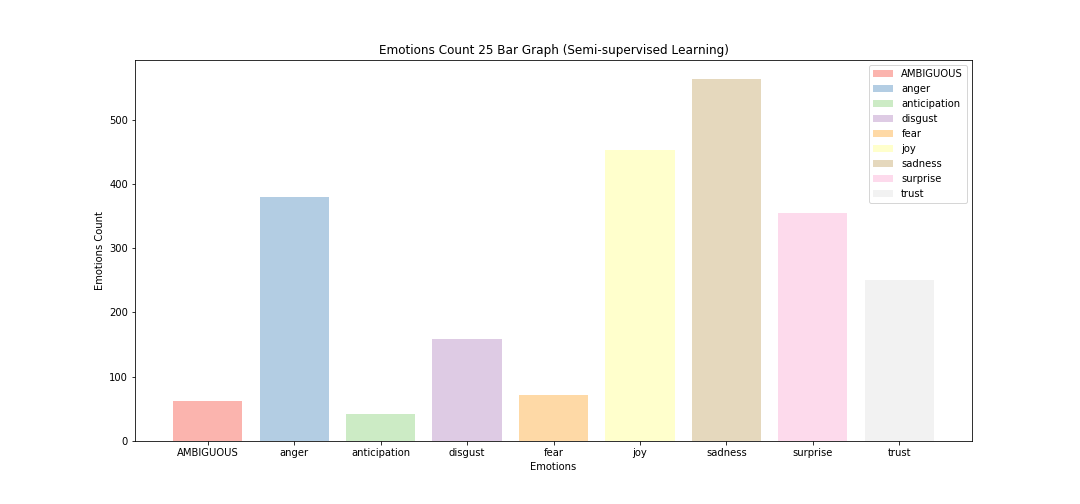 Emotions Count 25 Bar Graph (Semi-supervised Learning)
AMBIGUOUS
anger
anticipation
disgust
fear
joy
sadness
surprise
trust
Emotions Count
500
400
300
200
100
0
AMBIGUOUS anger anticipation disgust fear joy sadness surprise trust
Emotions